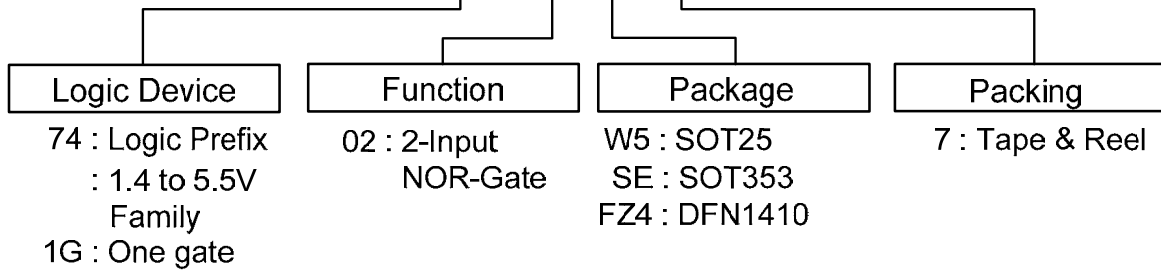 Logic Device
Function
Package
Packing
74 : Logic Prefix
: 1.4 to 5.5V
Family
1G : One gate
02 : 2-Input
NOR-Gate
W5 : SOT25
SE : SOT353
FZ4 : DFN1410
7 : Tape & Reel